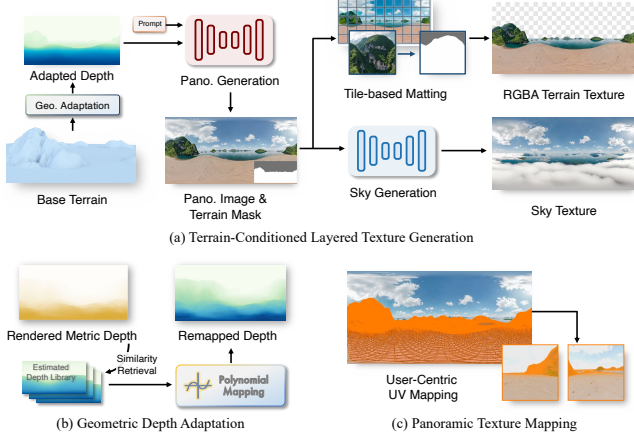 Prompt
Adapted Depth
Pano. Generation
Geo. Adaptation
Tile-based Matting
RGBA Terrain Texture
Base Terrain
Pano. Image &
Terrain Mask
Sky Generation
Sky Texture
(a) Terrain-Conditioned Layered Texture Generation
Rendered Metric Depth
Remapped Depth
Similarity
Retrieval
Estimated
Depth Library
Polynomial
Mapping
User-Centric
UV Mapping
(b) Geometric Depth Adaptation
(c) Panoramic Texture Mapping